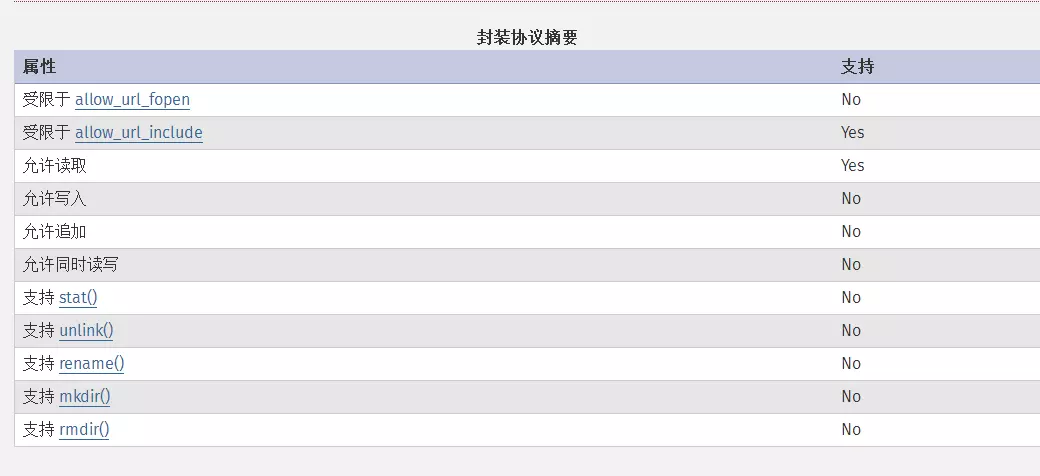 封装协议摘要
属性 支持
受限于 allow_url_fopen No
受限于 allow_url_include Yes
允许读取 Yes
允许写入 No
允许追加 No
允许同时读写 No
支持 stat() No
支持 unlink() No
支持 rename() No
支持 mkdir() No
支持 rmdir() No